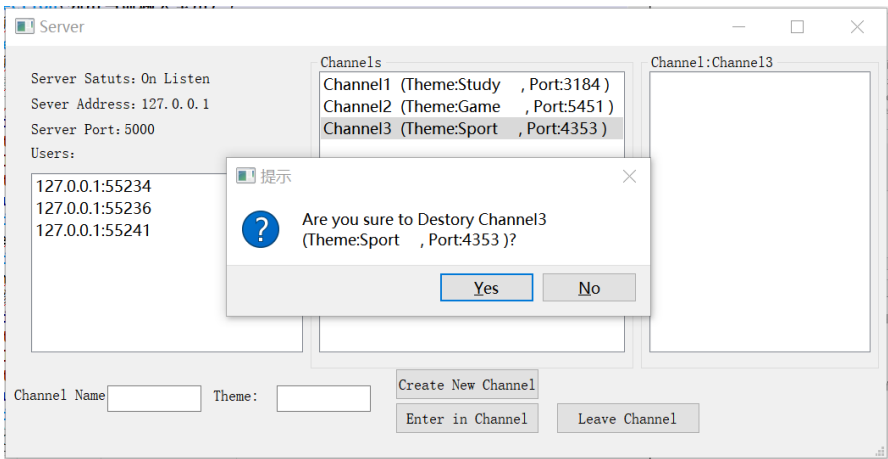 Server
Server Satuts: On Listen
Sever Address: 127.0.0.1
Server Port: 5000
Users:
127.0.0.1:55234
127.0.0.1:55236
127.0.0.1:55241
Channels
Channel1 (Theme:Study , Port:3184 )
Channel2 (Theme:Game , Port:5451 )
Channel3 (Theme:Sport , Port:4353 )
Channel:Channel3
提示
Are you sure to Destory Channel3
(Theme:Sport , Port:4353 )?
Yes
No
Channel Name
Theme:
Create New Channel
Enter in Channel
Leave Channel